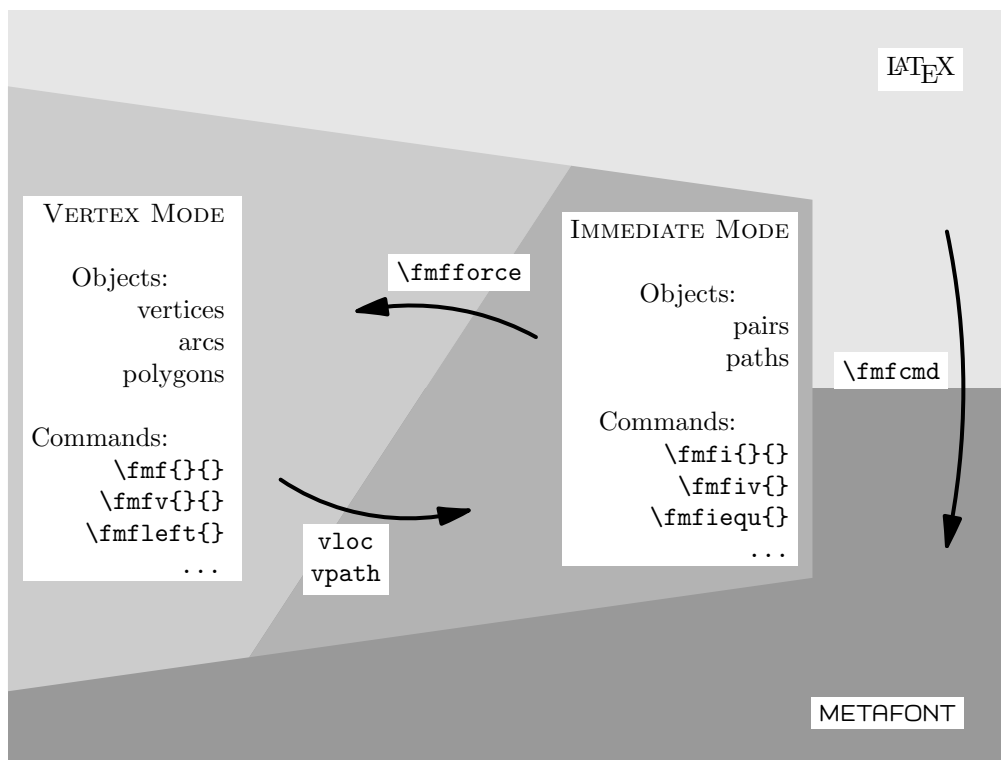 LATEX
VERTEX MODE
Objects:
vertices
arcs
polygons
Commands:
\fmf{}{}
\fmfv{}{}
\fmfleft{}
...
\fmfforce
vloc
vpath
IMMEDIATE MODE
Objects:
pairs
paths
Commands:
\fmfi{}{}
\fmfiv{}
\fmfiequ{}
...
\fmfcmd
METAFONT